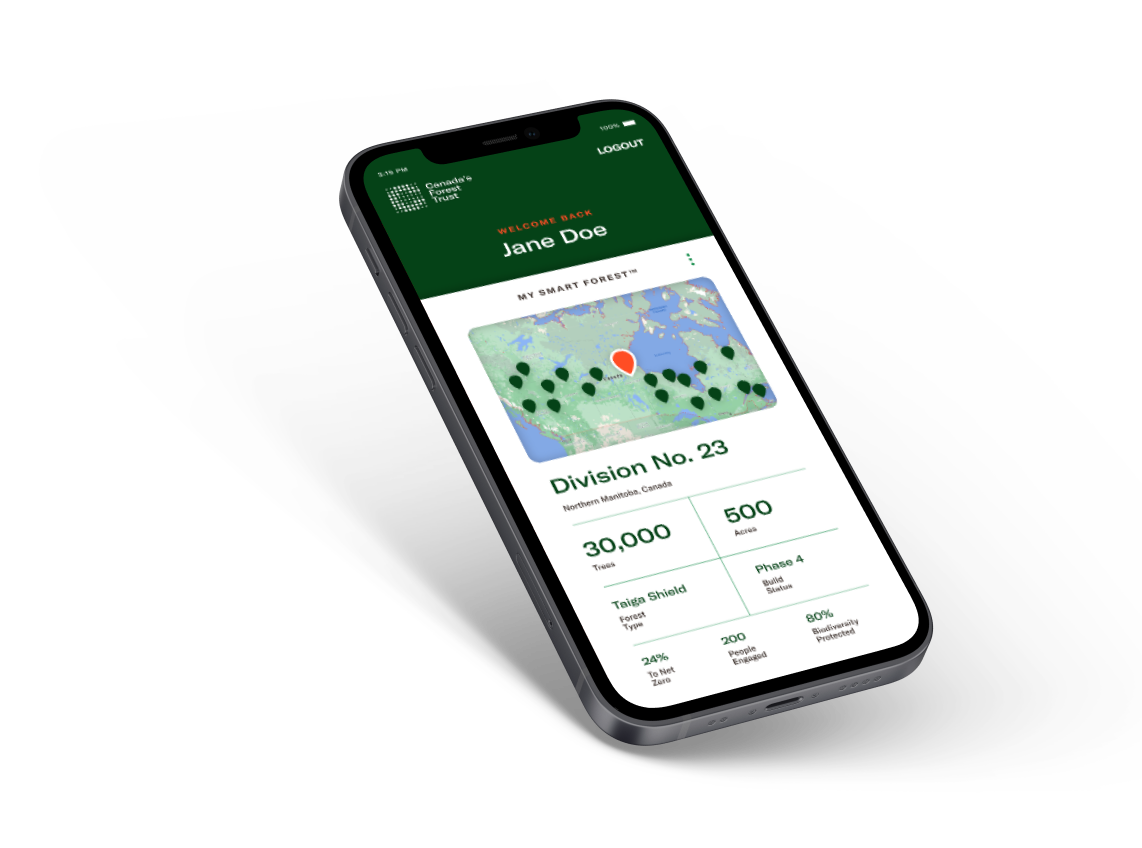 3:15 PM
100%
LOGOUT
Canada's
Forest
Trust
WELCOME BACK
Jane Doe
MY SMART FOREST™
Division No. 23
Northern Manitoba, Canada
30,000
Trees
500
Acres
Taiga Shield
Forest
Type
Phase 4
Build
Status
24%
To Net
Zero
200
People
Engaged
80%
Biodiversity
Protected